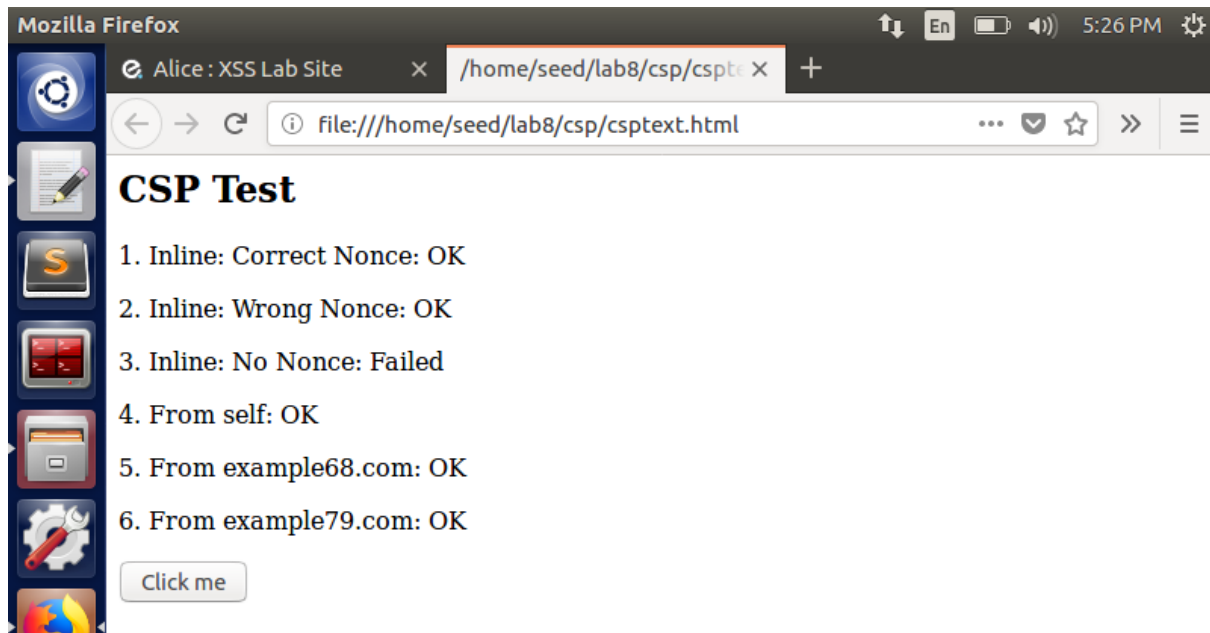 Mozilla Firefox En 5:26 PM
Alice : XSS Lab Site × /home/seed/lab8/csp/cspte × +
file:///home/seed/lab8/csp/csptext.html
CSP Test
1. Inline: Correct Nonce: OK
2. Inline: Wrong Nonce: OK
3. Inline: No Nonce: Failed
4. From self: OK
5. From example68.com: OK
6. From example79.com: OK
Click me